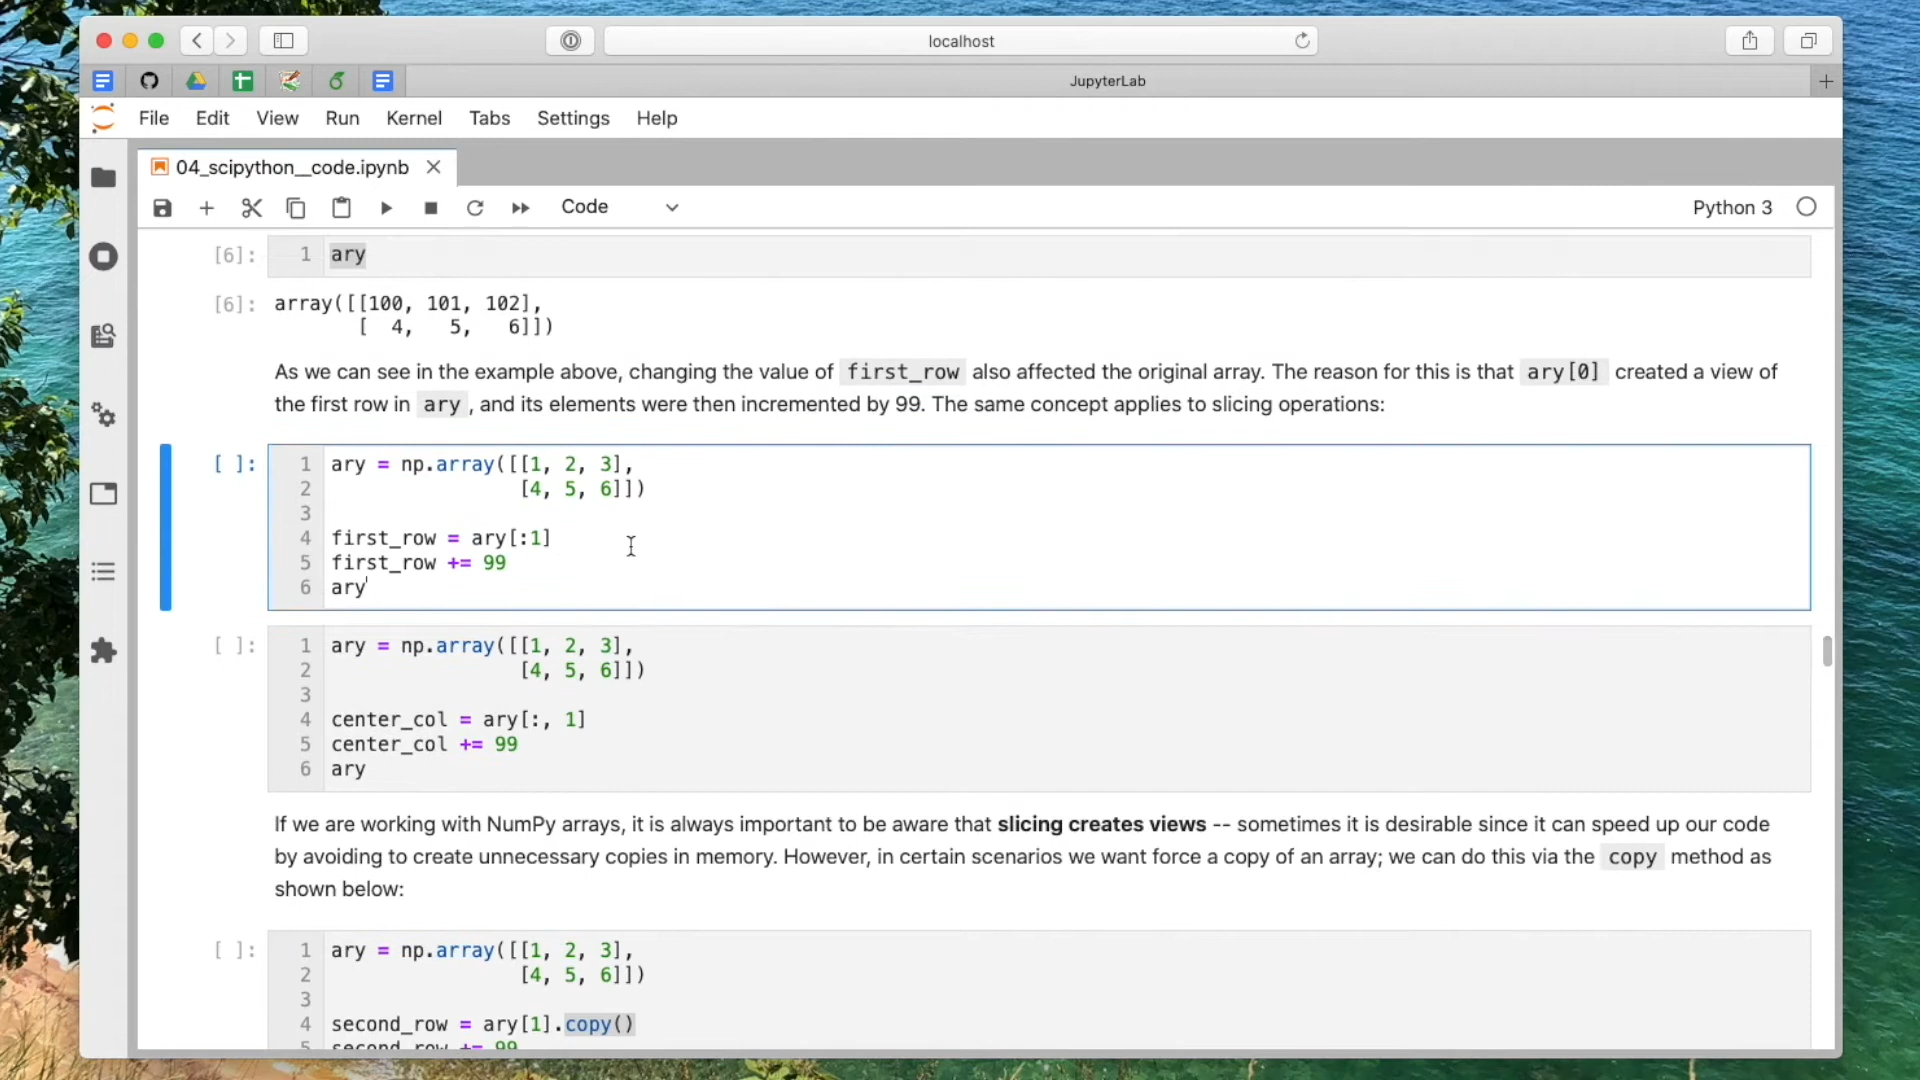 localhost
JupyterLab
File Edit View Run Kernel Tabs Settings Help
04_scipython__code.ipynb
Code
Python 3
[6]: 1 ary
[6]: array([[100, 101, 102],
[  4,   5,   6]])
As we can see in the example above, changing the value of first_row also affected the original array. The reason for this is that ary[0] created a view of
the first row in ary , and its elements were then incremented by 99. The same concept applies to slicing operations:
[ ]: 1 ary = np.array([[1, 2, 3],
2 [4, 5, 6]])
3
4 first_row = ary[:1]
5 first_row += 99
6 ary
[ ]: 1 ary = np.array([[1, 2, 3],
2 [4, 5, 6]])
3
4 center_col = ary[:, 1]
5 center_col += 99
6 ary
If we are working with NumPy arrays, it is always important to be aware that slicing creates views -- sometimes it is desirable since it can speed up our code
by avoiding to create unnecessary copies in memory. However, in certain scenarios we want force a copy of an array; we can do this via the copy method as
shown below:
[ ]: 1 ary = np.array([[1, 2, 3],
2 [4, 5, 6]])
3
4 second_row = ary[1].copy()
5 second_row += 99